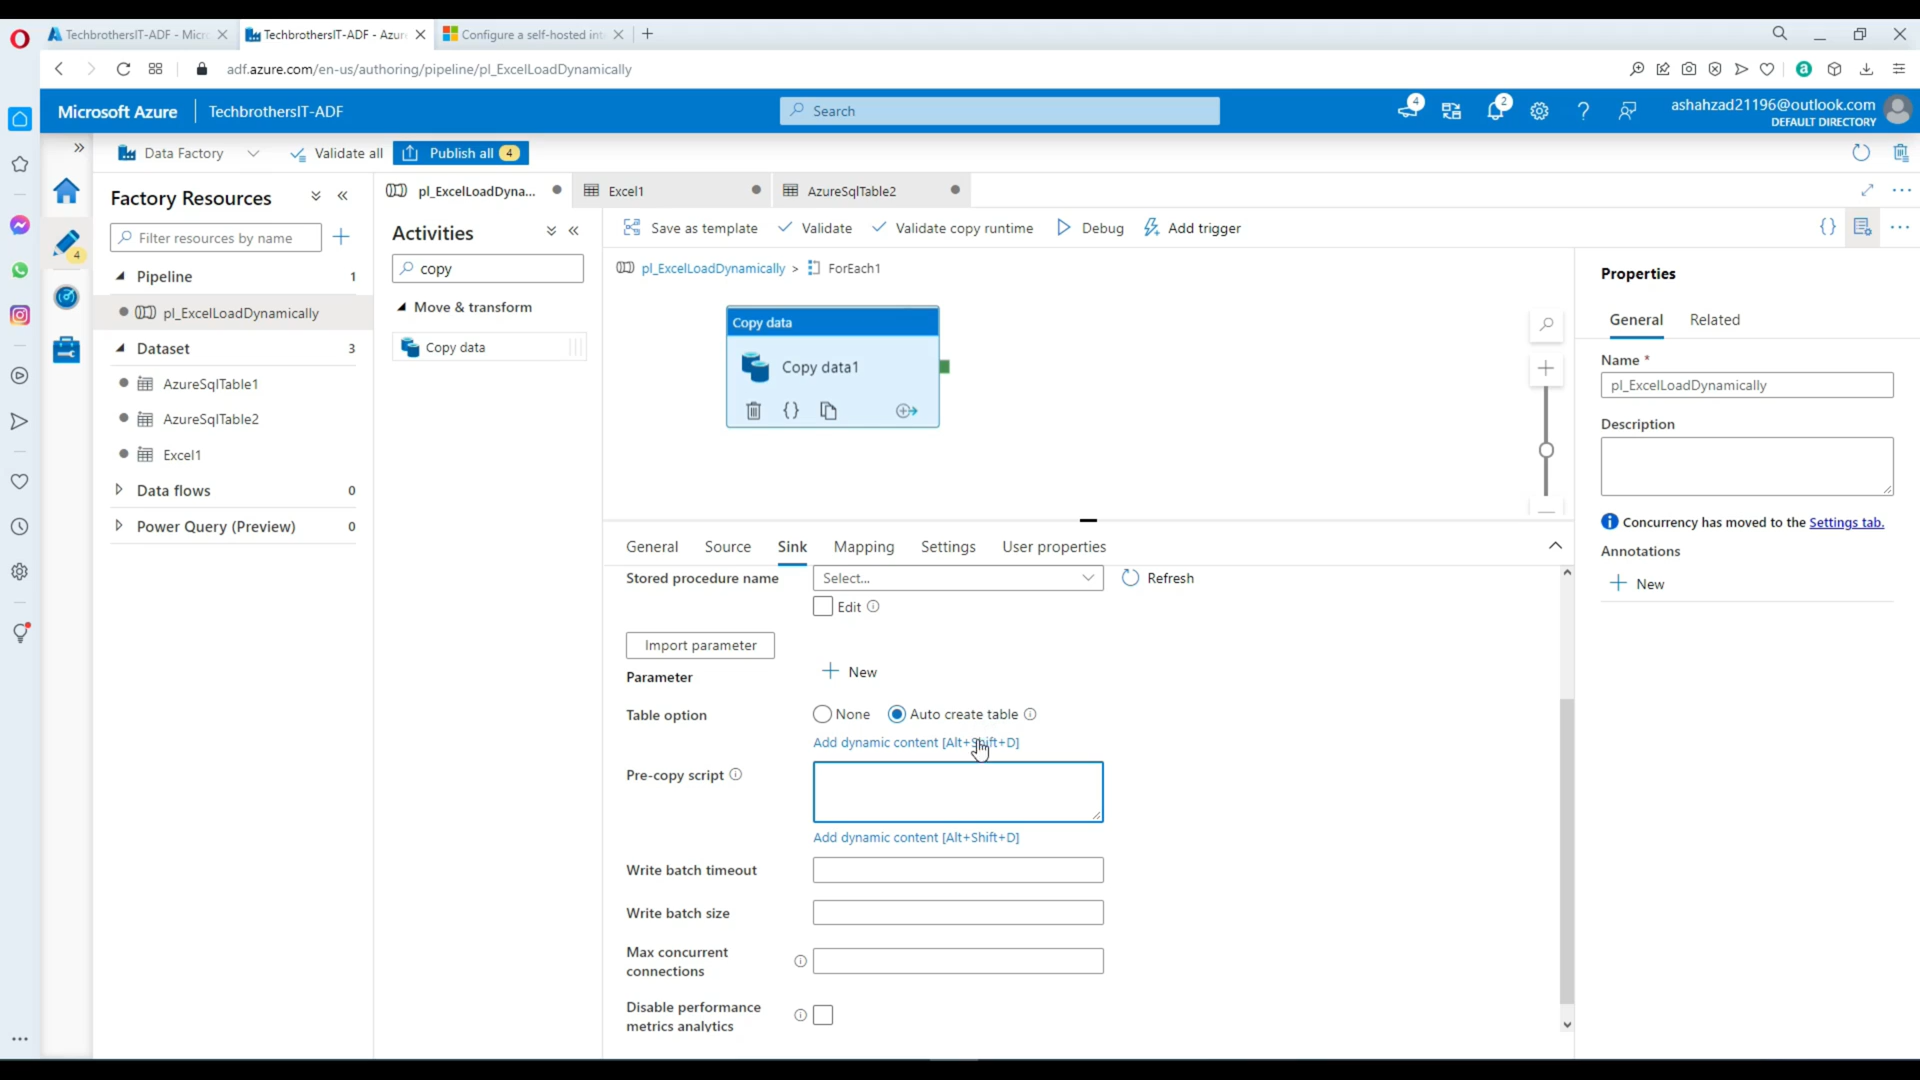 TechbrothersIT-ADF - Micro
TechbrothersIT-ADF - Azur
Configure a self-hosted int
adf.azure.com/en-us/authoring/pipeline/pl_ExcelLoadDynamically
Microsoft Azure
TechbrothersIT-ADF
Search
4
2
ashahzad21196@outlook.com
DEFAULT DIRECTORY
Data Factory
Validate all
Publish all 4
Factory Resources
Filter resources by name
4
Pipeline 1
pl_ExcelLoadDynamically
Dataset 3
AzureSqlTable1
AzureSqlTable2
Excel1
Data flows 0
Power Query (Preview) 0
pl_ExcelLoadDyna...
Excel1
AzureSqlTable2
Activities
copy
Move & transform
Copy data
Save as template
Validate
Validate copy runtime
Debug
Add trigger
pl_ExcelLoadDynamically > ForEach1
Copy data
Copy data1
General Source Sink Mapping Settings User properties
Stored procedure name Select... Refresh
Edit
Import parameter
Parameter
New
Table option None Auto create table
Add dynamic content [Alt+Shift+D]
Pre-copy script
Add dynamic content [Alt+Shift+D]
Write batch timeout
Write batch size
Max concurrent
connections
Disable performance
metrics analytics
Properties
General Related
Name *
pl_ExcelLoadDynamically
Description
Concurrency has moved to the Settings tab.
Annotations
New